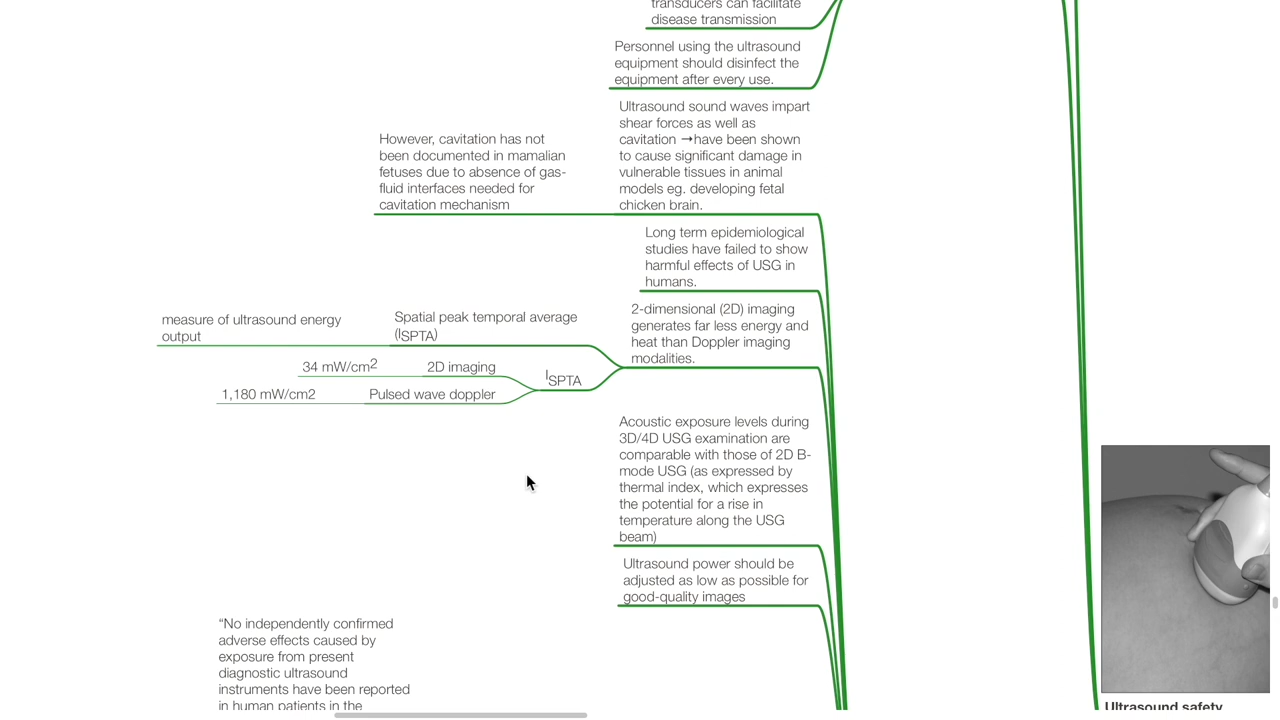 transducers can facilitate
disease transmission
Personnel using the ultrasound
equipment should disinfect the
equipment after every use.
Ultrasound sound waves impart
shear forces as well as
cavitation →have been shown
to cause significant damage in
vulnerable tissues in animal
models eg. developing fetal
chicken brain.
However, cavitation has not
been documented in mamalian
fetuses due to absence of gas-
fluid interfaces needed for
cavitation mechanism
Long term epidemiological
studies have failed to show
harmful effects of USG in
humans.
2-dimensional (2D) imaging
generates far less energy and
heat than Doppler imaging
modalities.
Spatial peak temporal average
(ISPTA)
measure of ultrasound energy
output
ISPTA
2D imaging
34 mW/cm2
Pulsed wave doppler
1,180 mW/cm2
Acoustic exposure levels during
3D/4D USG examination are
comparable with those of 2D B-
mode USG (as expressed by
thermal index, which expresses
the potential for a rise in
temperature along the USG
beam)
Ultrasound power should be
adjusted as low as possible for
good-quality images
“No independently confirmed
adverse effects caused by
exposure from present
diagnostic ultrasound
instruments have been reported
in human patients in the
Ultrasound safety